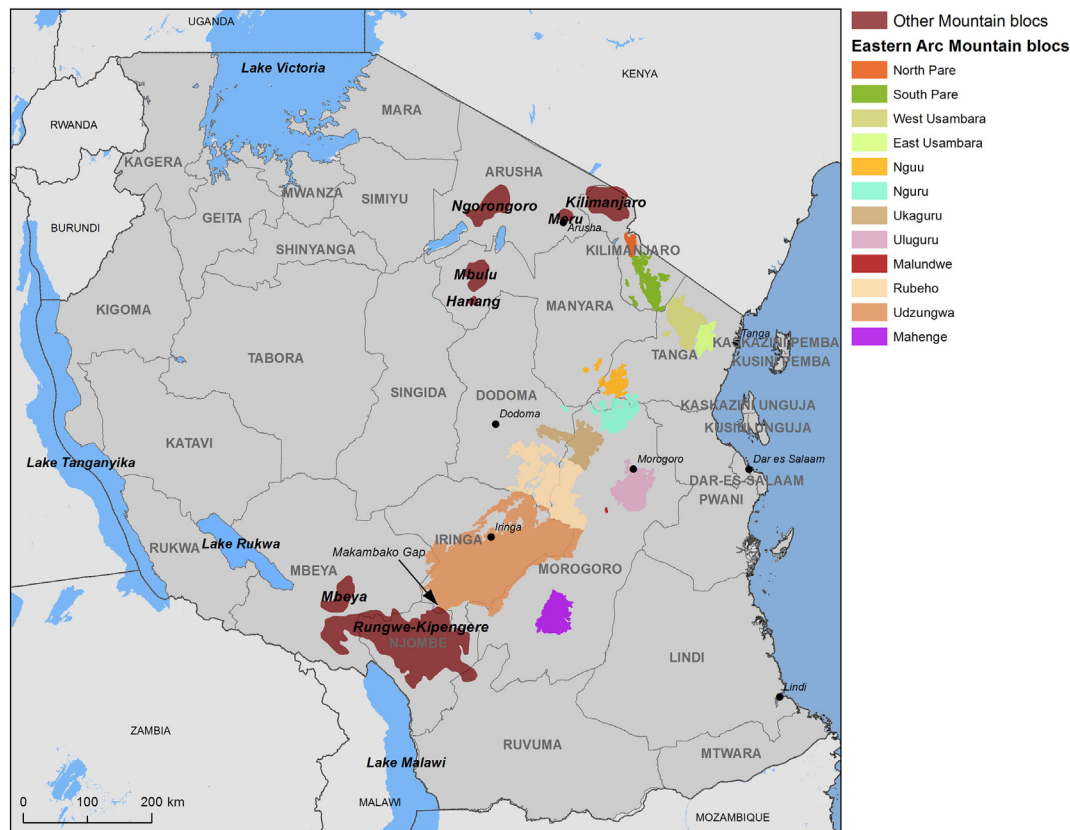 UGANDA
Lake Victoria
KENYA
RWANDA
MARA
KAGERA
ARUSHA
MWANZA
SIMIYU
Ngorongoro
Kilimanjaro
Meru
Arusha
GEITA
BURUNDI
SHINYANGA
KILIMANJARO
Mbulu
Hanang
KIGOMA
MANYARA
TABORA
TANGA
Tanga
KASKAZINI PEMBA
KUSINI PEMBA
SINGIDA
DODOMA
Dodoma
KASKAZINI UNGUJA
KUSINI UNGUJA
KATAVI
Lake Tanganyika
Morogoro
Dar es Salaam
DAR-ES-SALAAM
PWANI
Iringa
IRINGA
RUKWA
Lake Rukwa
Makambako Gap
MBEYA
MOROGORO
Mbeya
Rungwe-Kipengere
NJOMBE
LINDI
Lindi
ZAMBIA
RUVUMA
MTWARA
Lake Malawi
MALAWI
MOZAMBIQUE
0 100 200 km
Other Mountain blocs
Eastern Arc Mountain blocs
North Pare
South Pare
West Usambara
East Usambara
Nguu
Nguru
Ukaguru
Uluguru
Malundwe
Rubeho
Udzungwa
Mahenge